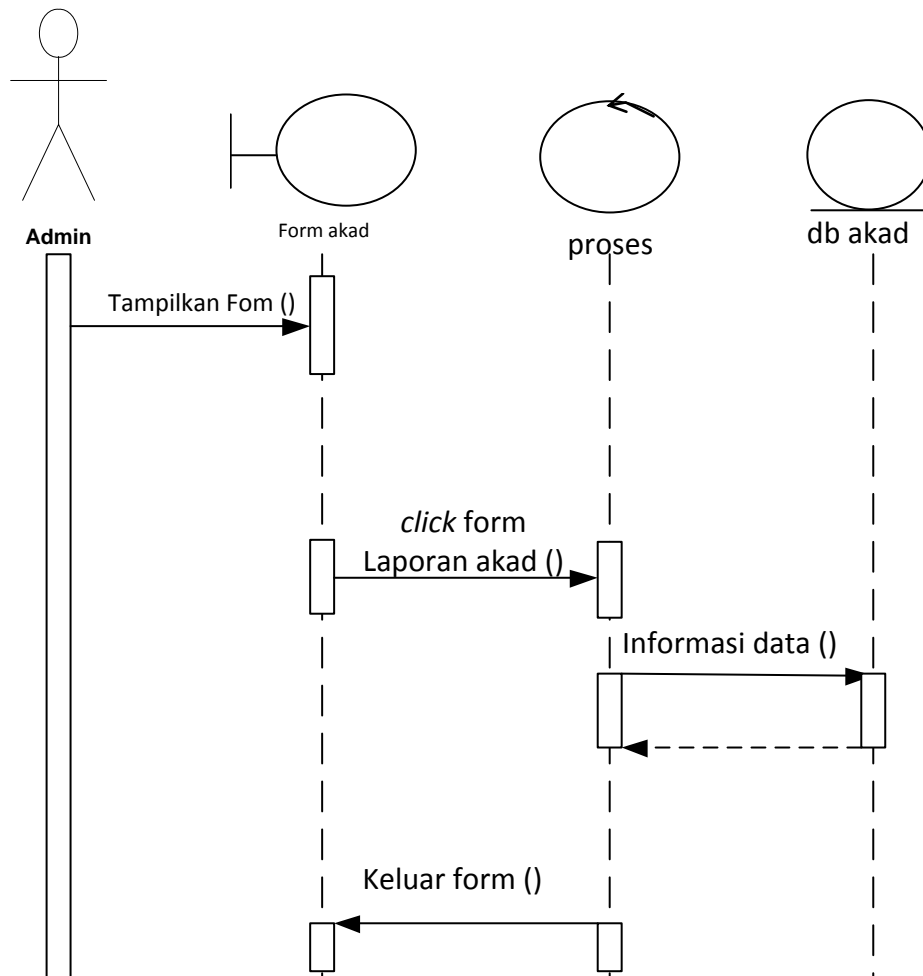 Admin
Form akad
proses
db akad
Tampilkan Fom ()
click form
Laporan akad ()
Informasi data ()
Keluar form ()